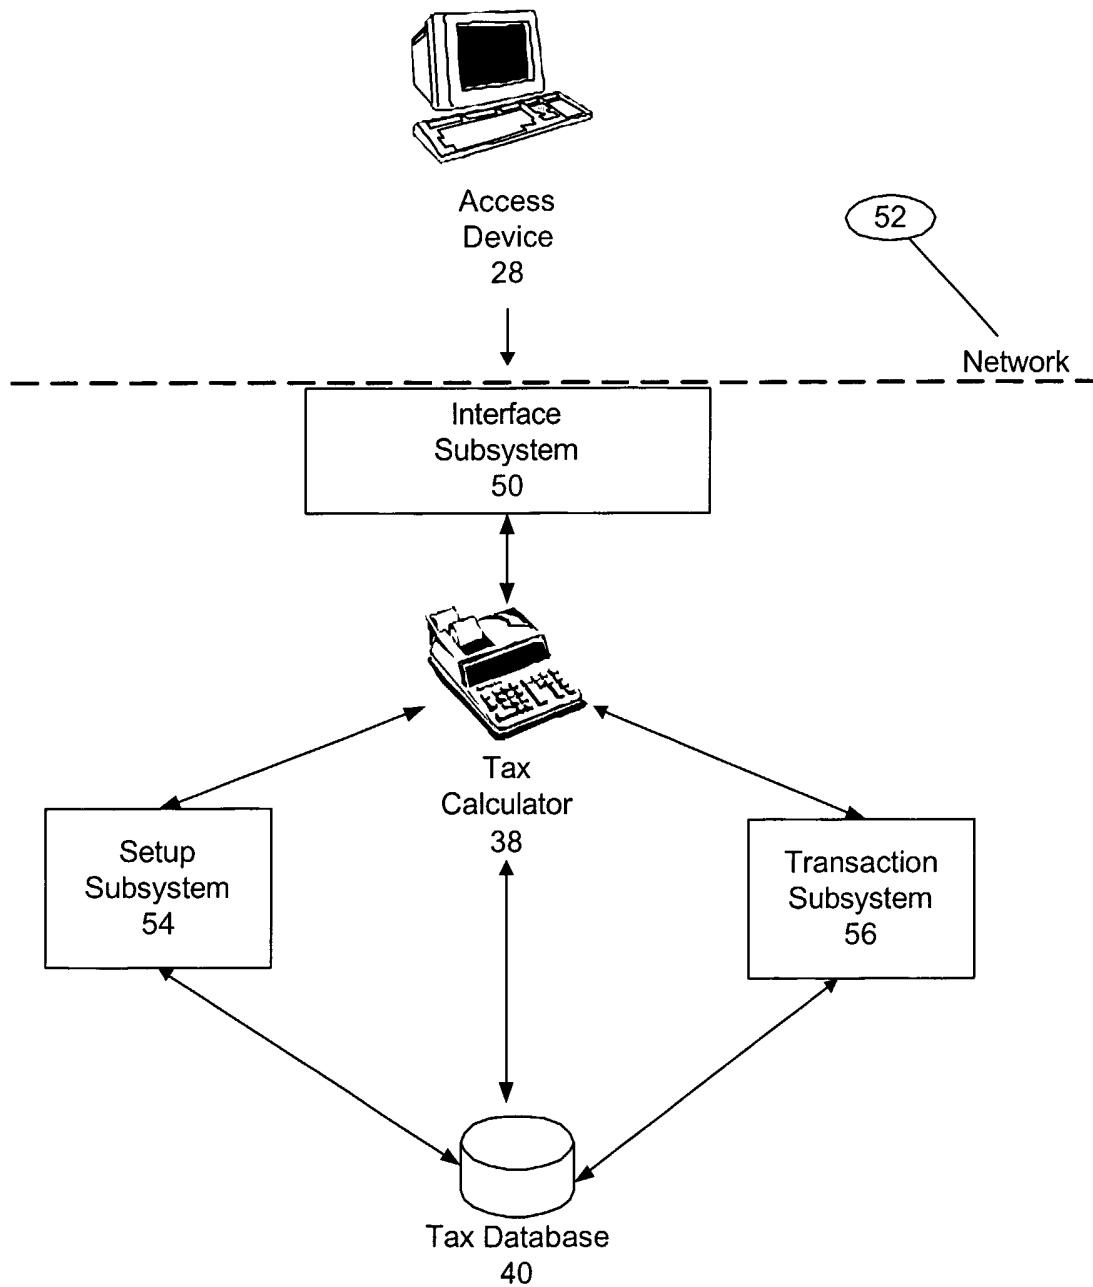 Access
Device
28
52
Network
Interface
Subsystem
50
Tax
Calculator
38
Setup
Subsystem
54
Transaction
Subsystem
56
Tax Database
40